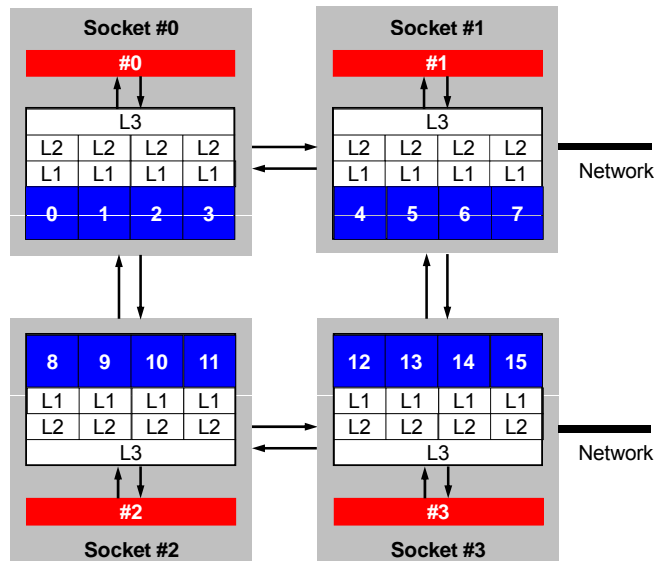 Socket #0
#0
L3
L2 L2 L2 L2
L1 L1 L1 L1
0 1 2 3
Socket #1
#1
L3
L2 L2 L2 L2
L1 L1 L1 L1
4 5 6 7
Network
8 9 10 11
L1 L1 L1 L1
L2 L2 L2 L2
L3
#2
Socket #2
12 13 14 15
L1 L1 L1 L1
L2 L2 L2 L2
L3
#3
Socket #3
Network